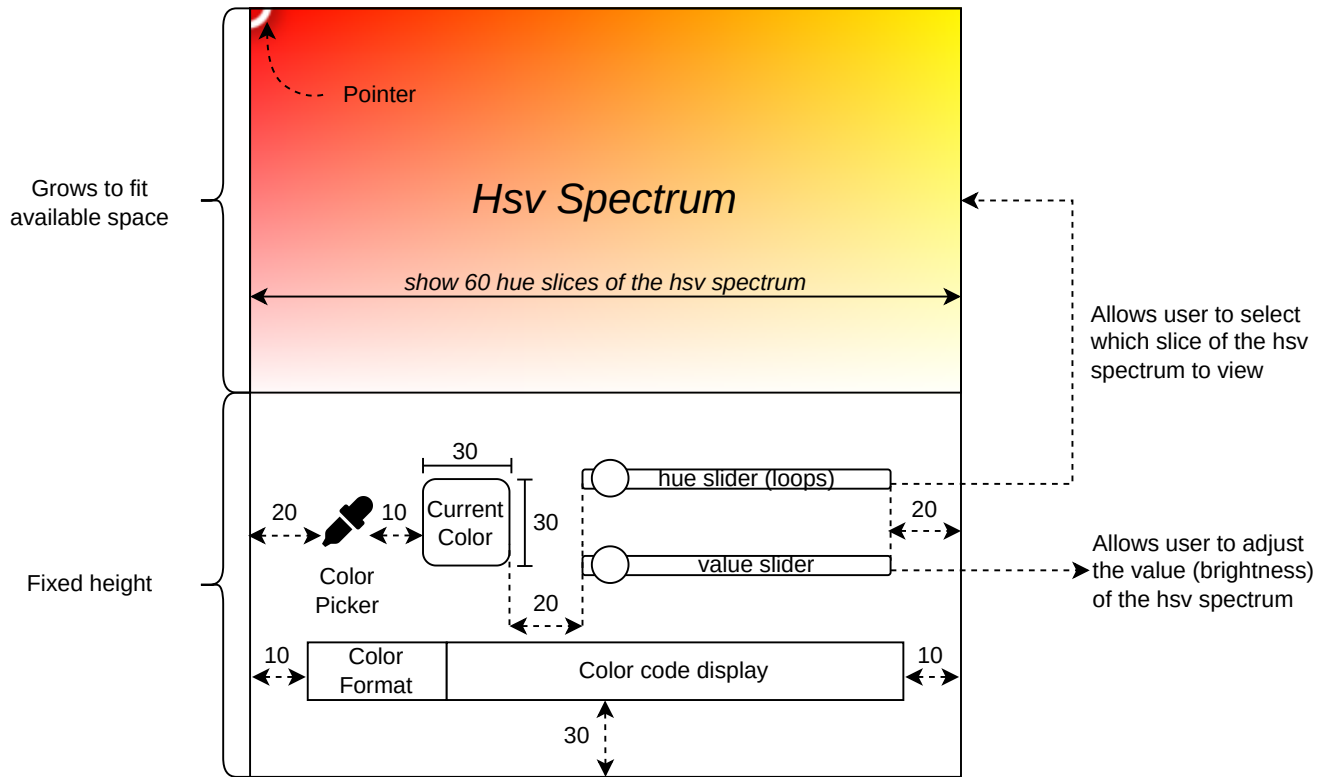 Pointer
Grows to fit
available space
Hsv Spectrum
show 60 hue slices of the hsv spectrum
Allows user to select
which slice of the hsv
spectrum to view
30
hue slider (loops)
20
10
Current
Color
30
20
Color
Picker
value slider
Allows user to adjust
the value (brightness)
of the hsv spectrum
Fixed height
20
10
Color
Format
Color code display
10
30